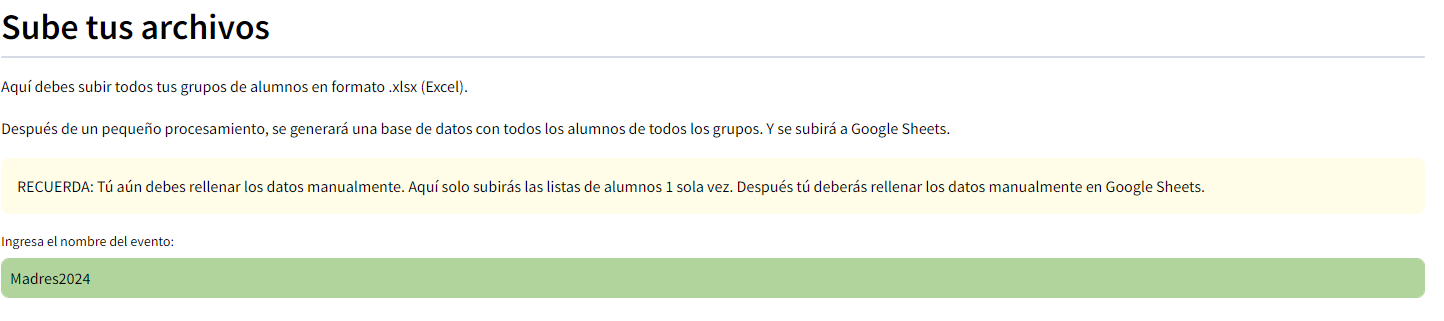 Sube tus archivos
Aquí debes subir todos tus grupos de alumnos en formato .xlsx (Excel).
Después de un pequeño procesamiento, se generará una base de datos con todos los alumnos de todos los grupos. Y se subirá a Google Sheets.
RECUERDA: Tú aún debes rellenar los datos manualmente. Aquí solo subirás las listas de alumnos 1 sola vez. Después tú deberás rellenar los datos manualmente en Google Sheets.
Ingresa el nombre del evento:
Madres2024